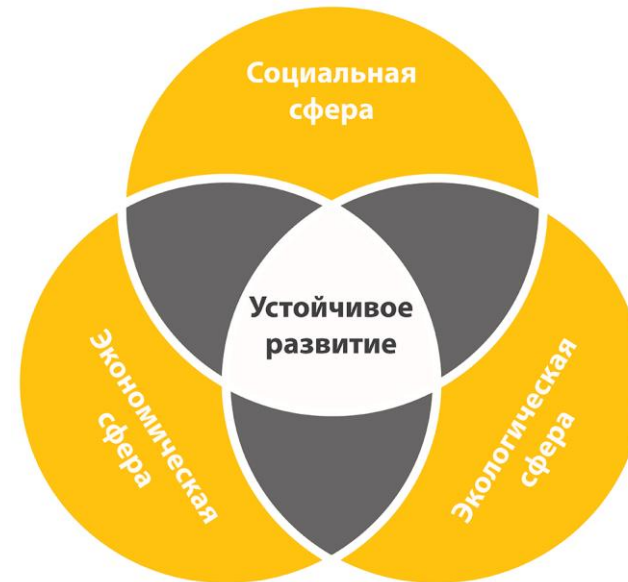 Социальная
сфера
Устойчивое
развитие
Экономическая
сфера
Экологическая
сфера